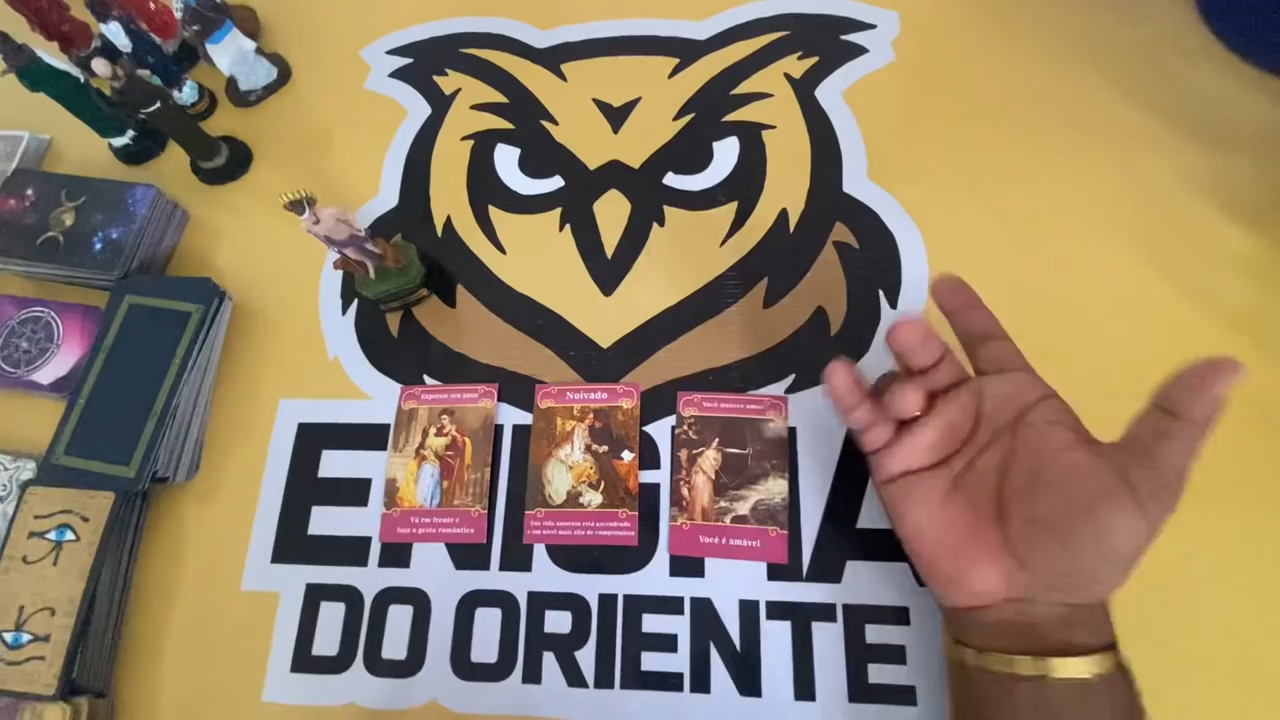 Expresse seu amor
Vá em frente e
faça o gesto romântico
Noivado
Sua vida amorosa está ascendendo
a um nível mais alto de compromisso
Você merece amor
Você é amável
ENIGMA
DO ORIENTE